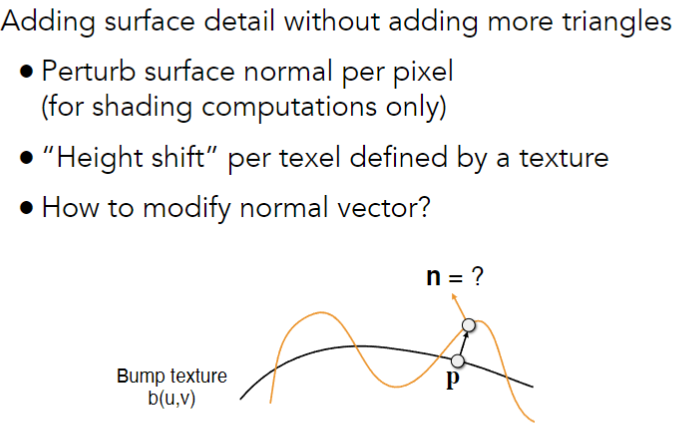 Adding surface detail without adding more triangles
● Perturb surface normal per pixel
(for shading computations only)
● “Height shift” per texel defined by a texture
● How to modify normal vector?
n = ?
Bump texture
b(u,v)
p